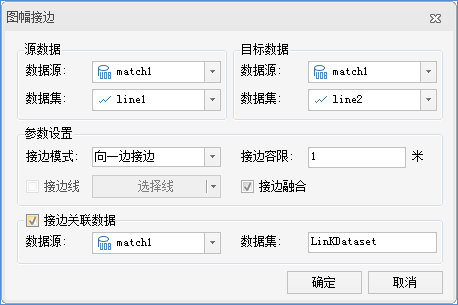 图幅接边
源数据 目标数据
数据源: match1 数据源: match1
数据集: line1 数据集: line2
参数设置
接边模式: 向一边接边 接边容限: 1 米
接边线 选择线 接边融合
接边关联数据
数据源: match1 数据集: LinKDataset
确定 取消